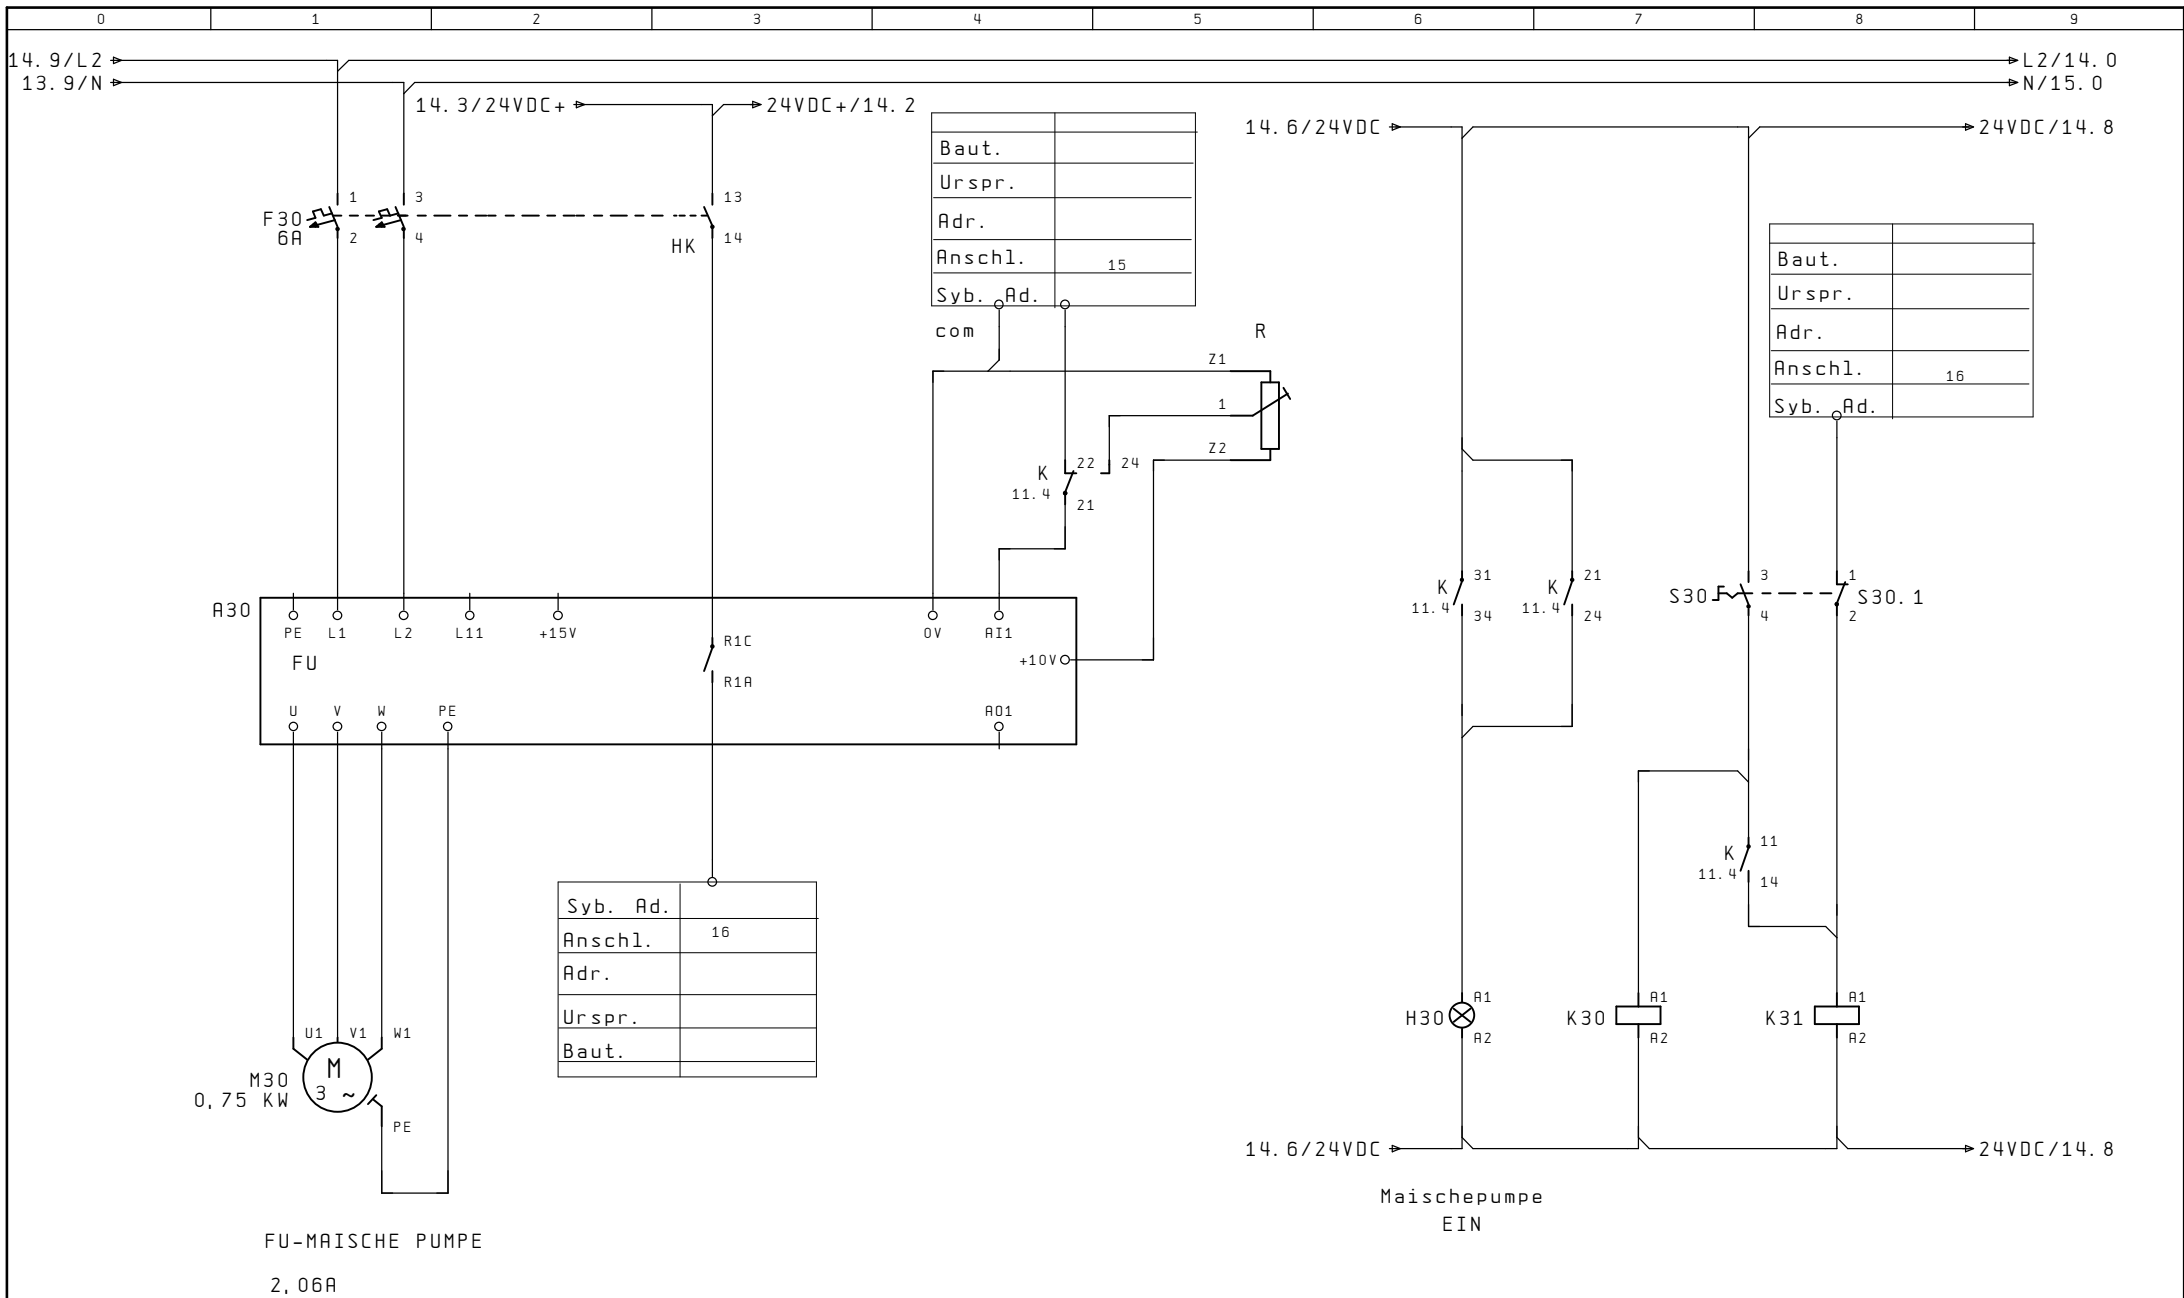 0 1 2 3 4 5 6 7 8 9
14.9/L2 L2/14.0
13.9/N N/15.0
14.3/24VDC+ 24VDC+/14.2
14.6/24VDC 24VDC/14.8
Baut.
Urspr.
Adr.
Anschl. 15
Syb. Ad.
Baut.
Urspr.
Adr.
Anschl. 16
Syb. Ad.
1 3 13
F30
6A
2 4 14
HK
com R
Z1
1
Z2
22 24
K
11.4
21
31 21 3 1
K K S30 S30.1
11.4 11.4
34 24 4 2
A30
PE L1 L2 L11 +15V 0V AI1
FU
R1C
+10V
R1A
U V W PE AO1
11
K
11.4
14
Syb. Ad.
Anschl. 16
Adr.
Urspr.
Baut.
A1 A1 A1
H30 K30 K31
A2 A2 A2
U1 V1 W1
M
3 ~
M30
0,75 KW
PE
14.6/24VDC 24VDC/14.8
Maischepumpe
EIN
FU-MAISCHE PUMPE
2,06A